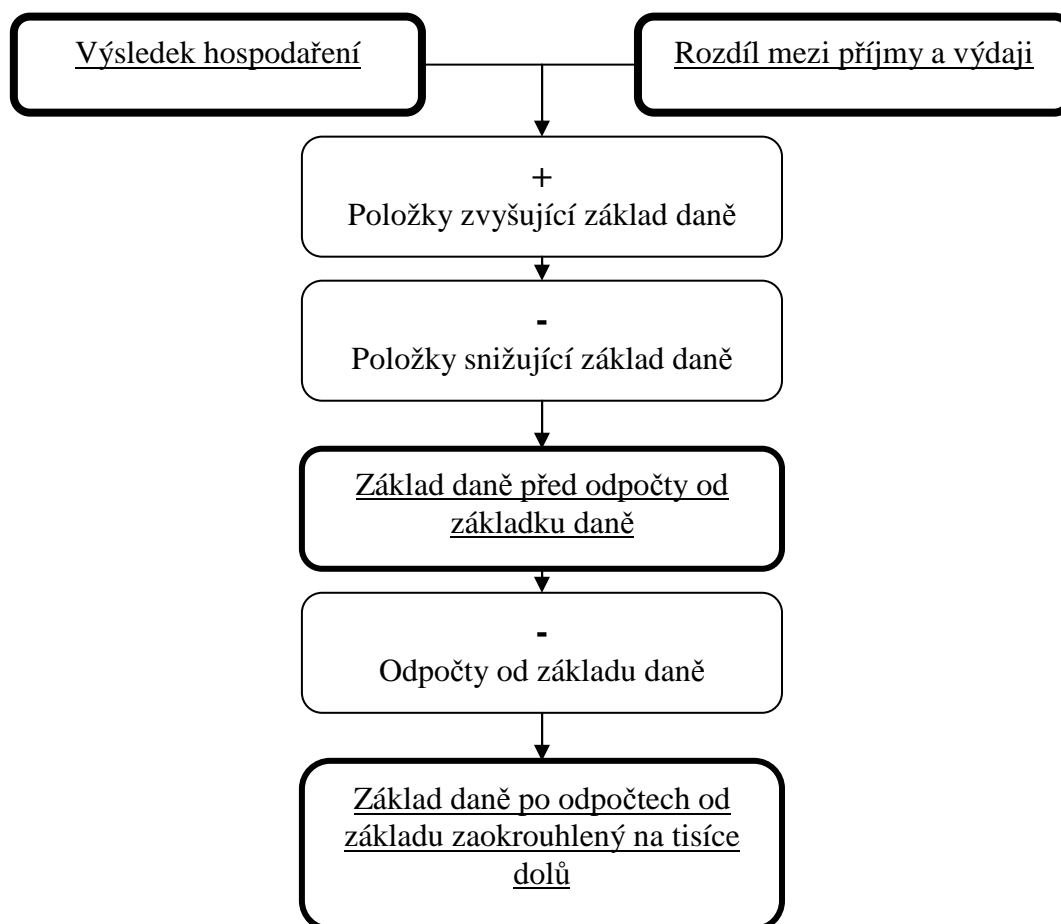 Výsledek hospodaření
Rozdíl mezi příjmy a výdaji
+
Položky zvyšující základ daně
-
Položky snižující základ daně
Základ daně před odpočty od
základku daně
-
Odpočty od základu daně
Základ daně po odpočtech od
základu zaokrouhlený na tisíce
dolů